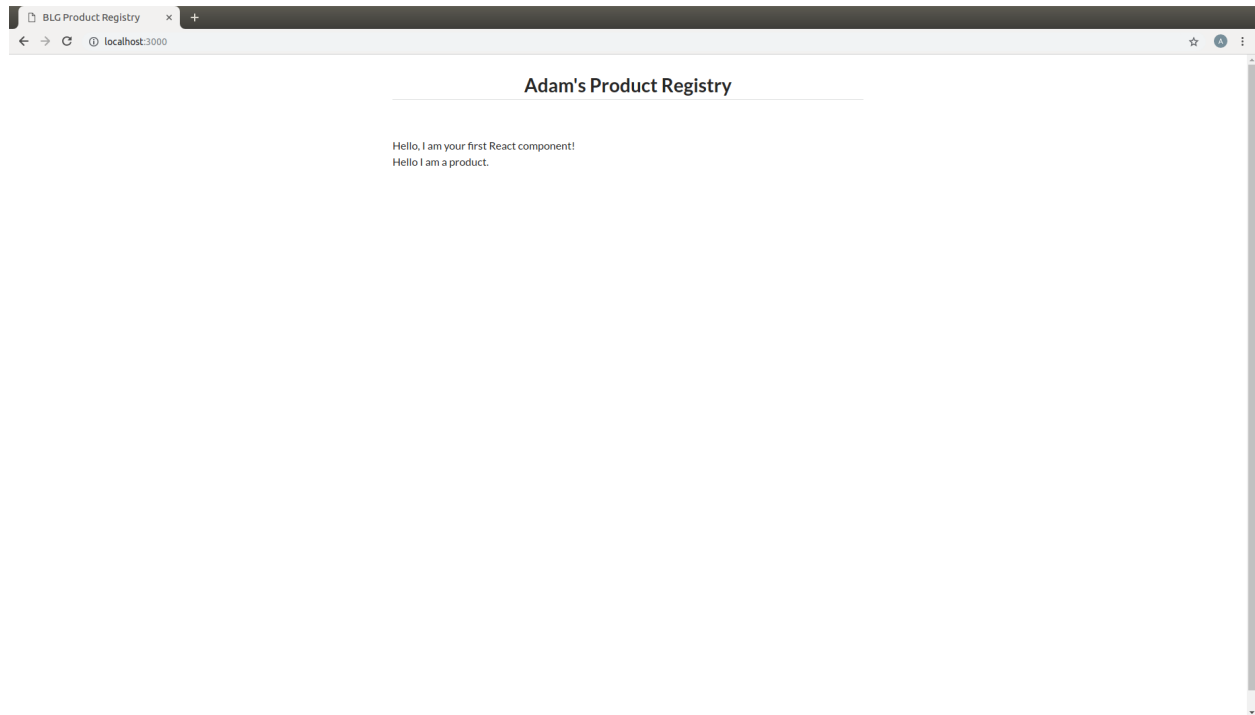 BLG Product Registry
localhost:3000
A
Adam's Product Registry
Hello, I am your first React component!
Hello I am a product.